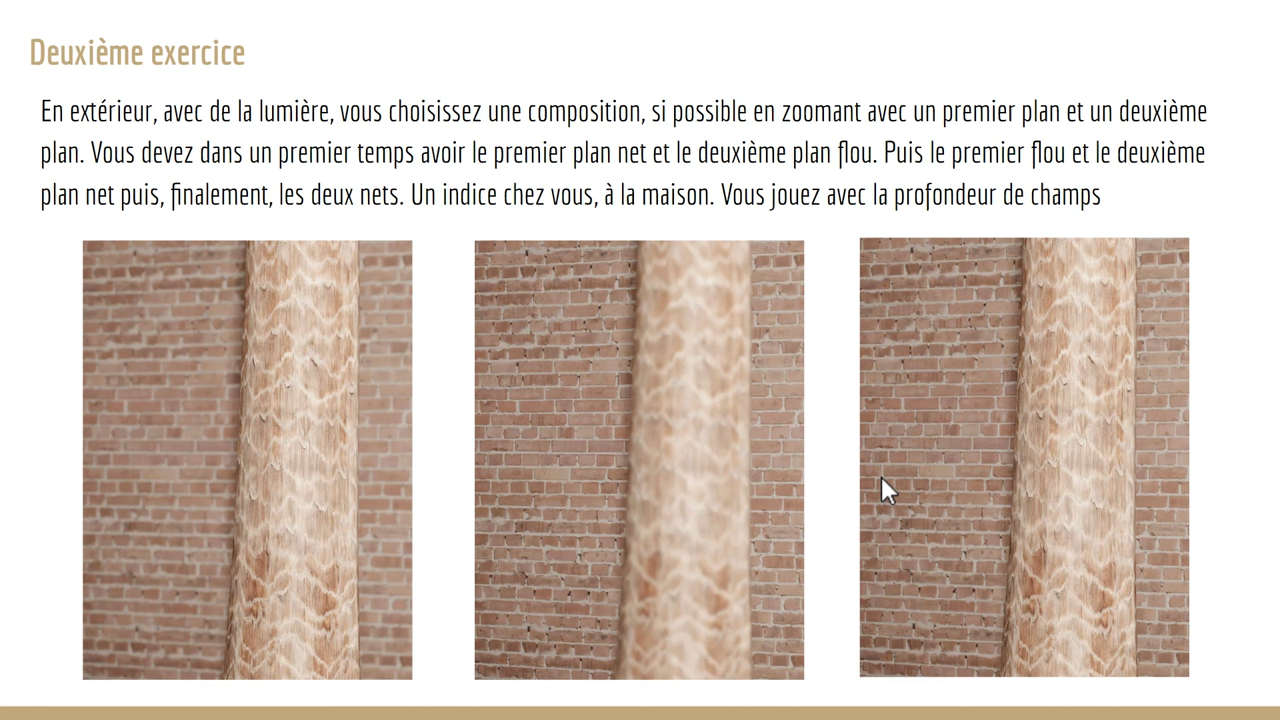 Deuxième exercice
En extérieur, avec de la lumière, vous choisissez une composition, si possible en zoomant avec un premier plan et un deuxième
plan. Vous devez dans un premier temps avoir le premier plan net et le deuxième plan flou. Puis le premier flou et le deuxième
plan net puis, finalement, les deux nets. Un indice chez vous, à la maison. Vous jouez avec la profondeur de champs